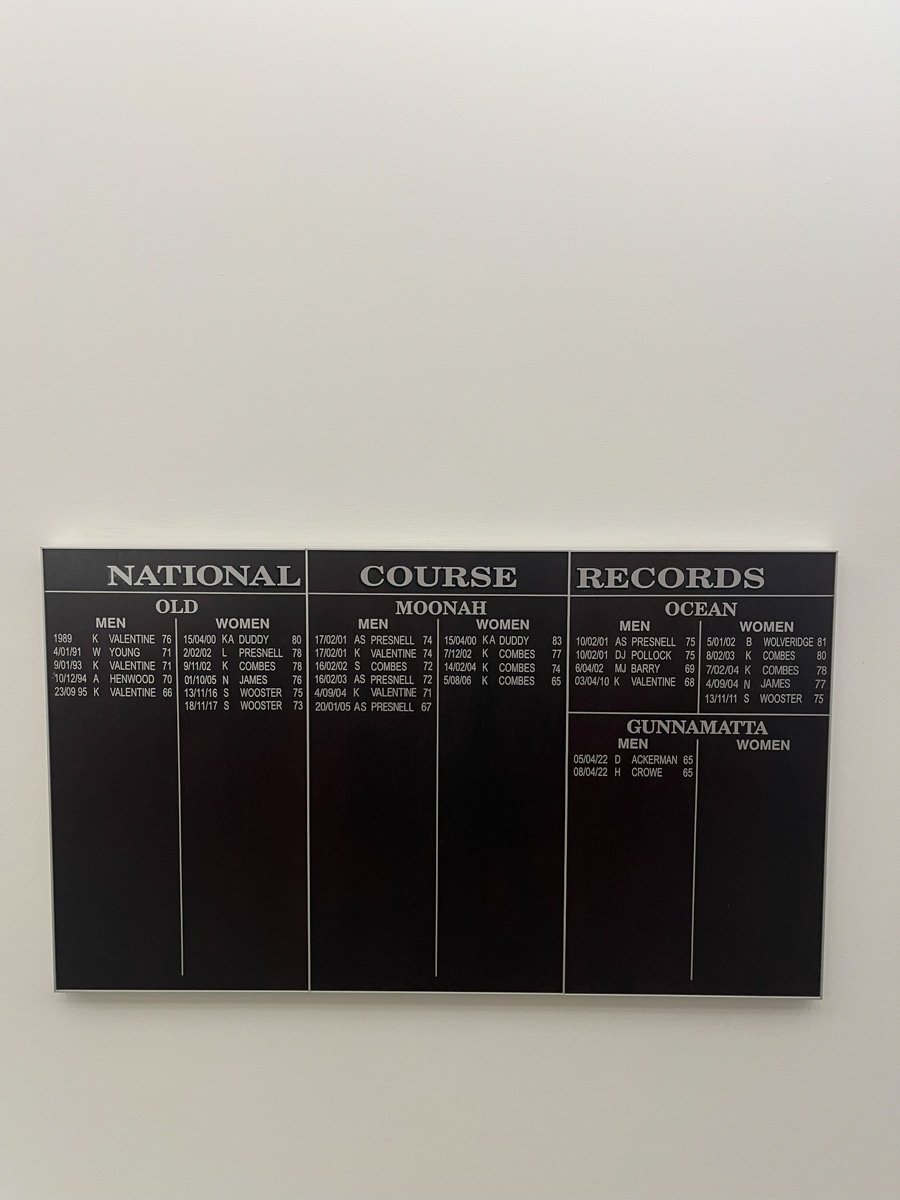 NATIONAL COURSE RECORDS
OLD
MEN
1989 K VALENTINE 76
4/01/91 W YOUNG 71
9/01/93 K VALENTINE 71
10/12/94 A HENWOOD 70
23/09 95 K VALENTINE 66
WOMEN
15/04/00 KA DUDDY 80
2/02/02 L PRESNELL 78
9/11/02 K COMBES 78
01/10/05 N JAMES 76
13/11/16 S WOOSTER 75
18/11/17 S WOOSTER 73
MOONAH
MEN
17/02/01 AS PRESNELL 74
17/02/01 K VALENTINE 74
16/02/02 S COMBES 72
16/02/03 AS PRESNELL 72
4/09/04 K VALENTINE 71
20/01/05 AS PRESNELL 67
WOMEN
15/04/00 KA DUDDY 83
7/12/02 K COMBES 77
14/02/04 K COMBES 74
5/08/06 K COMBES 65
OCEAN
MEN
10/02/01 AS PRESNELL 75
10/02/01 DJ POLLOCK 75
6/04/02 MJ BARRY 69
03/04/10 K VALENTINE 68
WOMEN
5/01/02 B WOLVERIDGE 81
8/02/03 K COMBES 80
7/02/04 K COMBES 78
4/09/04 N JAMES 77
13/11/11 S WOOSTER 75
GUNNAMATTA
MEN
05/04/22 D ACKERMAN 65
08/04/22 H CROWE 65
WOMEN